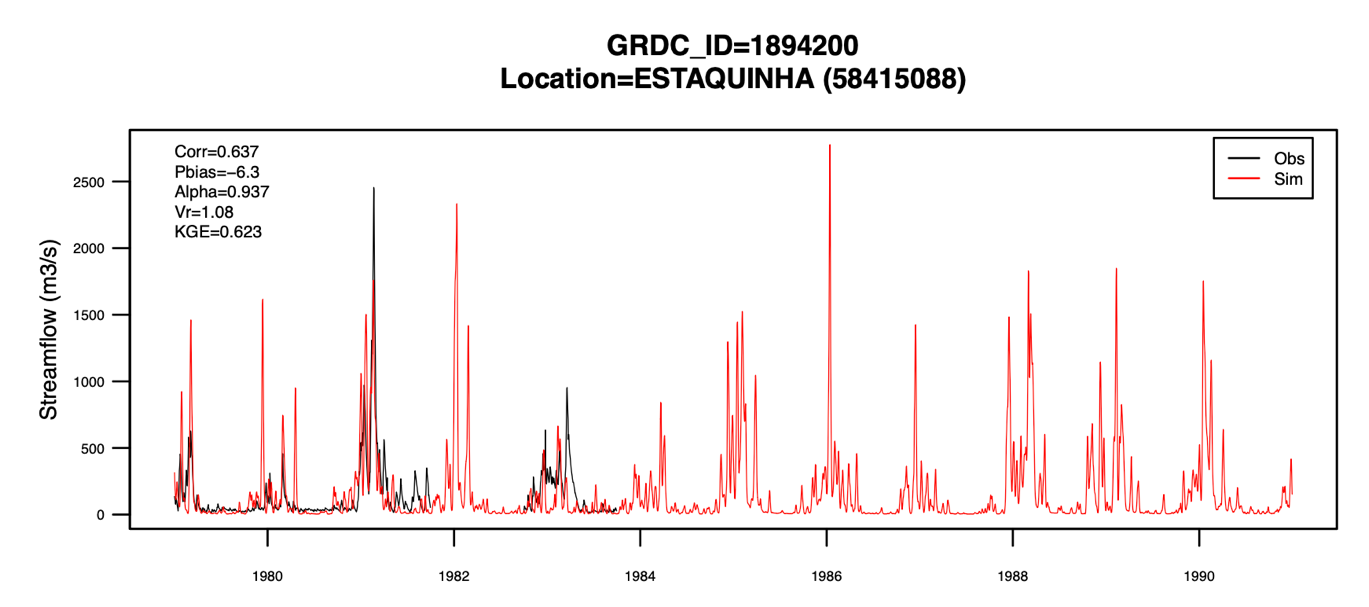 GRDC_ID=1894200
Location=ESTAQUINHA (58415088)
Corr=0.637
Pbias=−6.3
Alpha=0.937
Vr=1.08
KGE=0.623
Obs
Sim
Streamflow (m3/s)
2500
2000
1500
1000
500
0
1980 1982 1984 1986 1988 1990